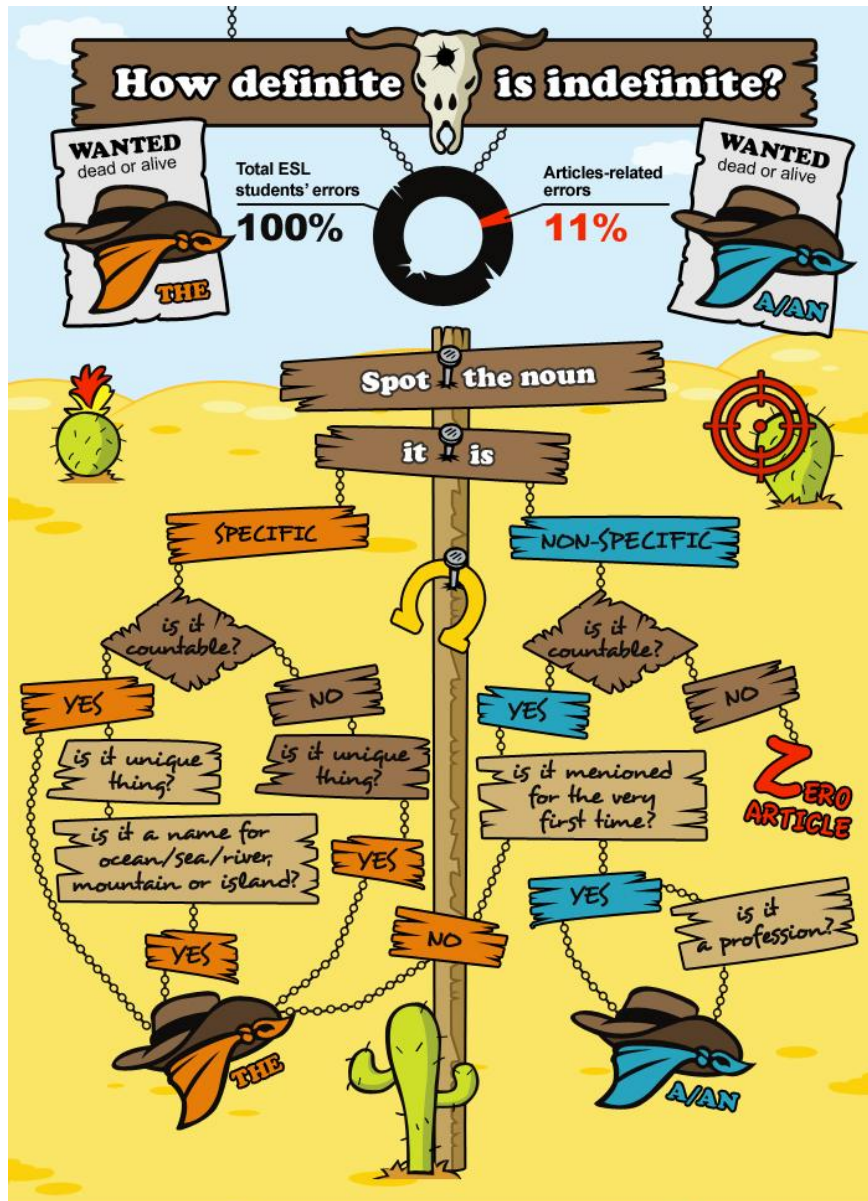 How definite is indefinite?
WANTED
dead or alive
THE
Total ESL
students' errors
100%
Articles-related
errors
11%
WANTED
dead or alive
A/AN
Spot the noun
it is
SPECIFIC
NON-SPECIFIC
is it
countable?
is it
countable?
YES
NO
YES
NO
is it unique
thing?
is it unique
thing?
is it menioned
for the very
first time?
ZERO
ARTICLE
is it a name for
ocean/sea/river,
mountain or island?
YES
YES
is it
a profession?
YES
NO
THE
A/AN